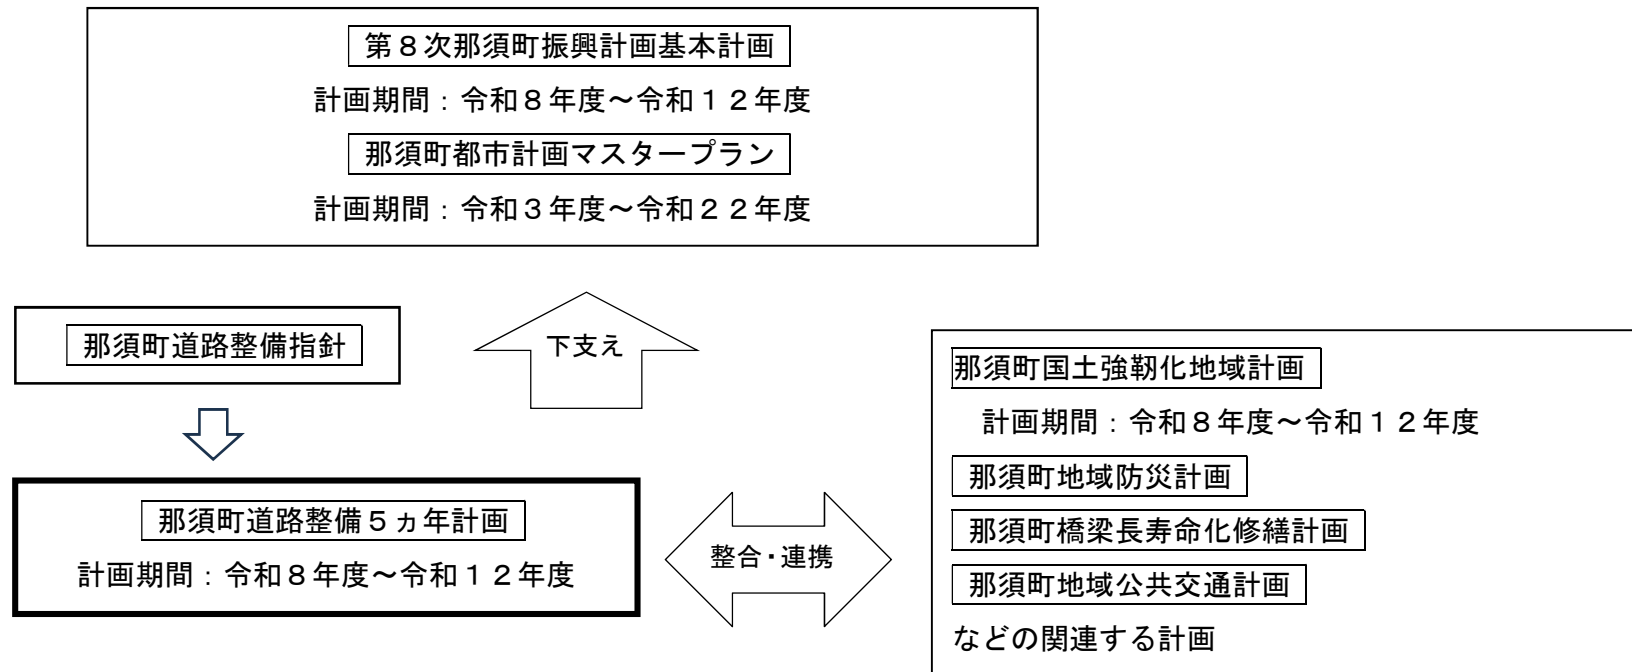 第８次那須町振興計画基本計画
計画期間：令和８年度～令和１２年度
那須町都市計画マスタープラン
計画期間：令和３年度～令和２２年度
那須町道路整備指針
下支え
那須町道路整備５ヵ年計画
計画期間：令和８年度～令和１２年度
整合・連携
那須町国土強靭化地域計画
計画期間：令和８年度～令和１２年度
那須町地域防災計画
那須町橋梁長寿命化修繕計画
那須町地域公共交通計画
などの関連する計画